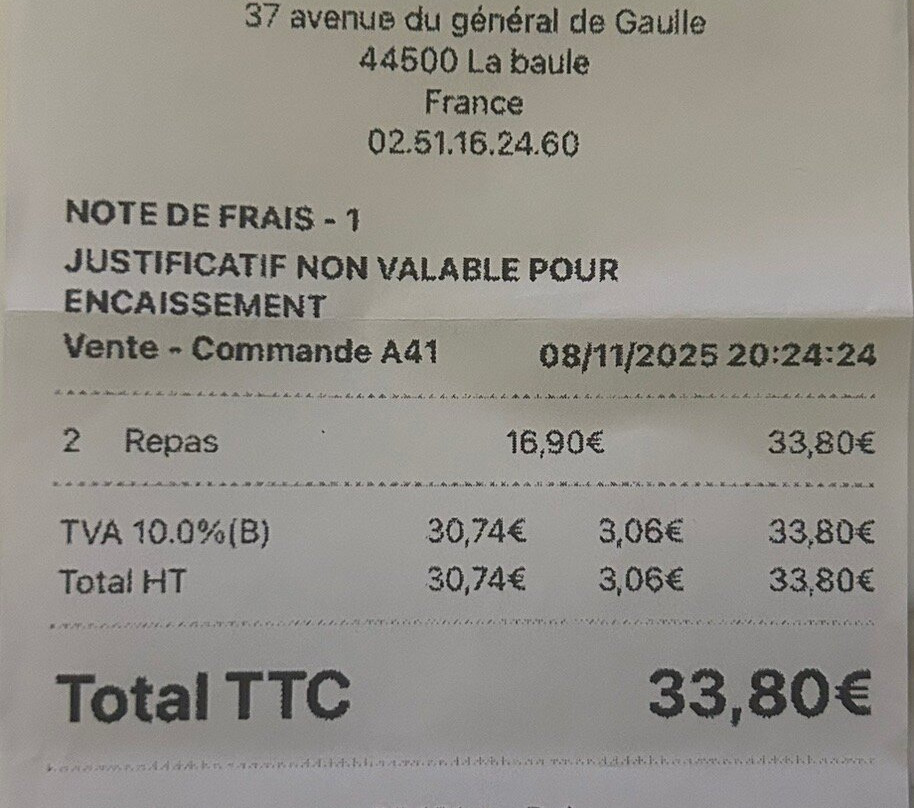 37 avenue du général de Gaulle
44500 La baule
France
02.51.16.24.60
NOTE DE FRAIS - 1
JUSTIFICATIF NON VALABLE POUR
ENCAISSEMENT
Vente - Commande A41 08/11/2025 20:24:24
2 Repas 16,90€ 33,80€
TVA 10.0%(B) 30,74€ 3,06€ 33,80€
Total HT 30,74€ 3,06€ 33,80€
Total TTC 33,80€